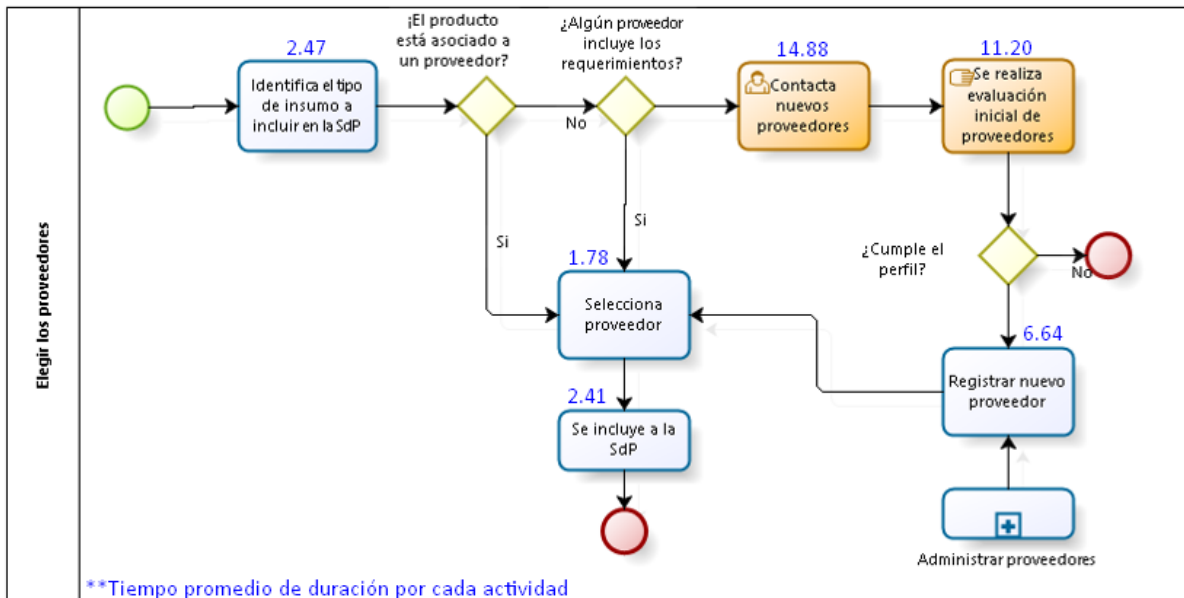 Elegir los proveedores
2.47
Identifica el tipo
de insumo a
incluir en la SdP
¡El producto
está asociado a
un proveedor?
No
Si
¿Algún proveedor
incluye los
requerimientos?
Si
14.88
Contacta
nuevos
proveedores
11.20
Se realiza
evaluación
inicial de
proveedores
¿Cumple el
perfil?
No
1.78
Selecciona
proveedor
6.64
Registrar nuevo
proveedor
2.41
Se incluye a la
SdP
Administrar proveedores
**Tiempo promedio de duración por cada actividad